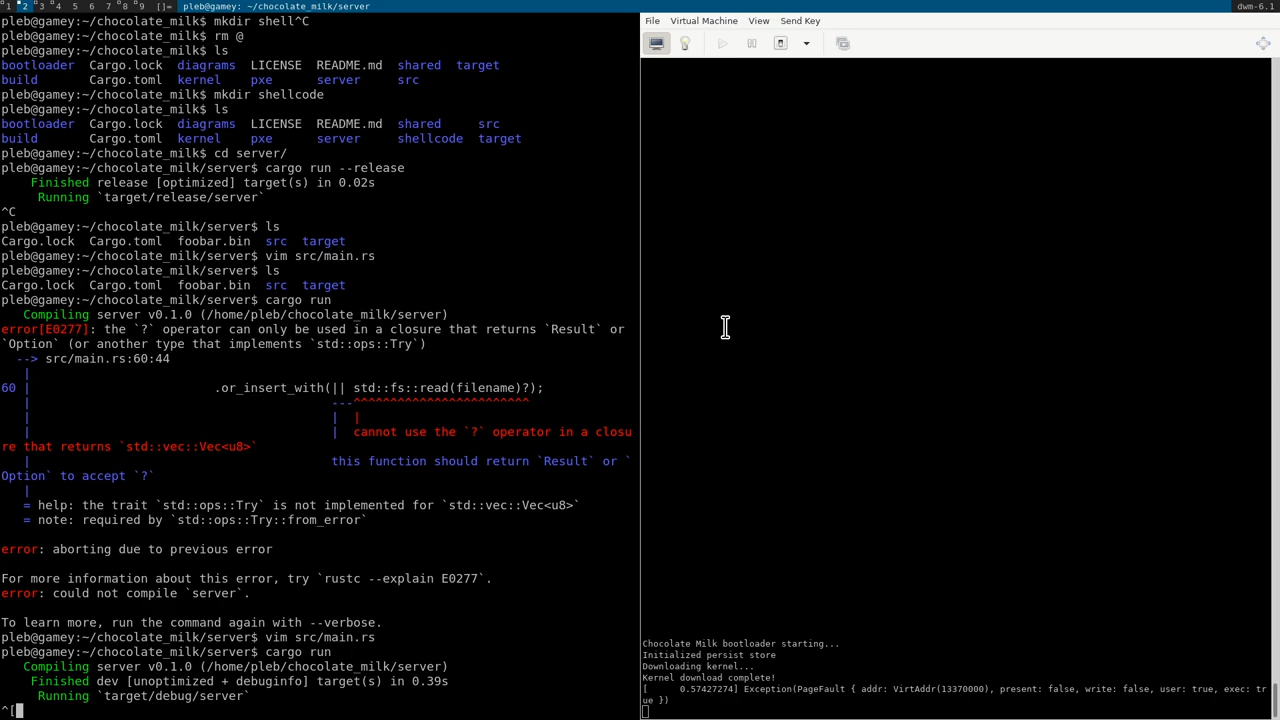 1 2 3 4 5 6 7 8 9 []= pleb@gamey: ~/chocolate_milk/server dwm-6.1
pleb@gamey:~/chocolate_milk$ mkdir shell^C
pleb@gamey:~/chocolate_milk$ rm @
pleb@gamey:~/chocolate_milk$ ls
bootloader Cargo.lock diagrams LICENSE README.md shared target
build Cargo.toml kernel pxe server src
pleb@gamey:~/chocolate_milk$ mkdir shellcode
pleb@gamey:~/chocolate_milk$ ls
bootloader Cargo.lock diagrams LICENSE README.md shared src
build Cargo.toml kernel pxe server shellcode target
pleb@gamey:~/chocolate_milk$ cd server/
pleb@gamey:~/chocolate_milk/server$ cargo run --release
Finished release [optimized] target(s) in 0.02s
Running `target/release/server`
^C
pleb@gamey:~/chocolate_milk/server$ ls
Cargo.lock Cargo.toml foobar.bin src target
pleb@gamey:~/chocolate_milk/server$ vim src/main.rs
pleb@gamey:~/chocolate_milk/server$ ls
Cargo.lock Cargo.toml foobar.bin src target
pleb@gamey:~/chocolate_milk/server$ cargo run
Compiling server v0.1.0 (/home/pleb/chocolate_milk/server)
error[E0277]: the `?` operator can only be used in a closure that returns `Result` or
`Option` (or another type that implements `std::ops::Try`)
--> src/main.rs:60:44
|
60 | .or_insert_with(|| std::fs::read(filename)?);
| ---^^^^^^^^^^^^^^^^^^^^^^^^
| | |
| | cannot use the `?` operator in a closu
re that returns `std::vec::Vec<u8>`
| this function should return `Result` or `
Option` to accept `?`
|
= help: the trait `std::ops::Try` is not implemented for `std::vec::Vec<u8>`
= note: required by `std::ops::Try::from_error`
error: aborting due to previous error
For more information about this error, try `rustc --explain E0277`.
error: could not compile `server`.
To learn more, run the command again with --verbose.
pleb@gamey:~/chocolate_milk/server$ vim src/main.rs
pleb@gamey:~/chocolate_milk/server$ cargo run
Compiling server v0.1.0 (/home/pleb/chocolate_milk/server)
Finished dev [unoptimized + debuginfo] target(s) in 0.39s
Running `target/debug/server`
^[
File Virtual Machine View Send Key
Chocolate Milk bootloader starting...
Initialized persist store
Downloading kernel...
Kernel download complete!
[ 0.57427274] Exception(PageFault { addr: VirtAddr(13370000), present: false, write: false, user: true, exec: tr
ue })